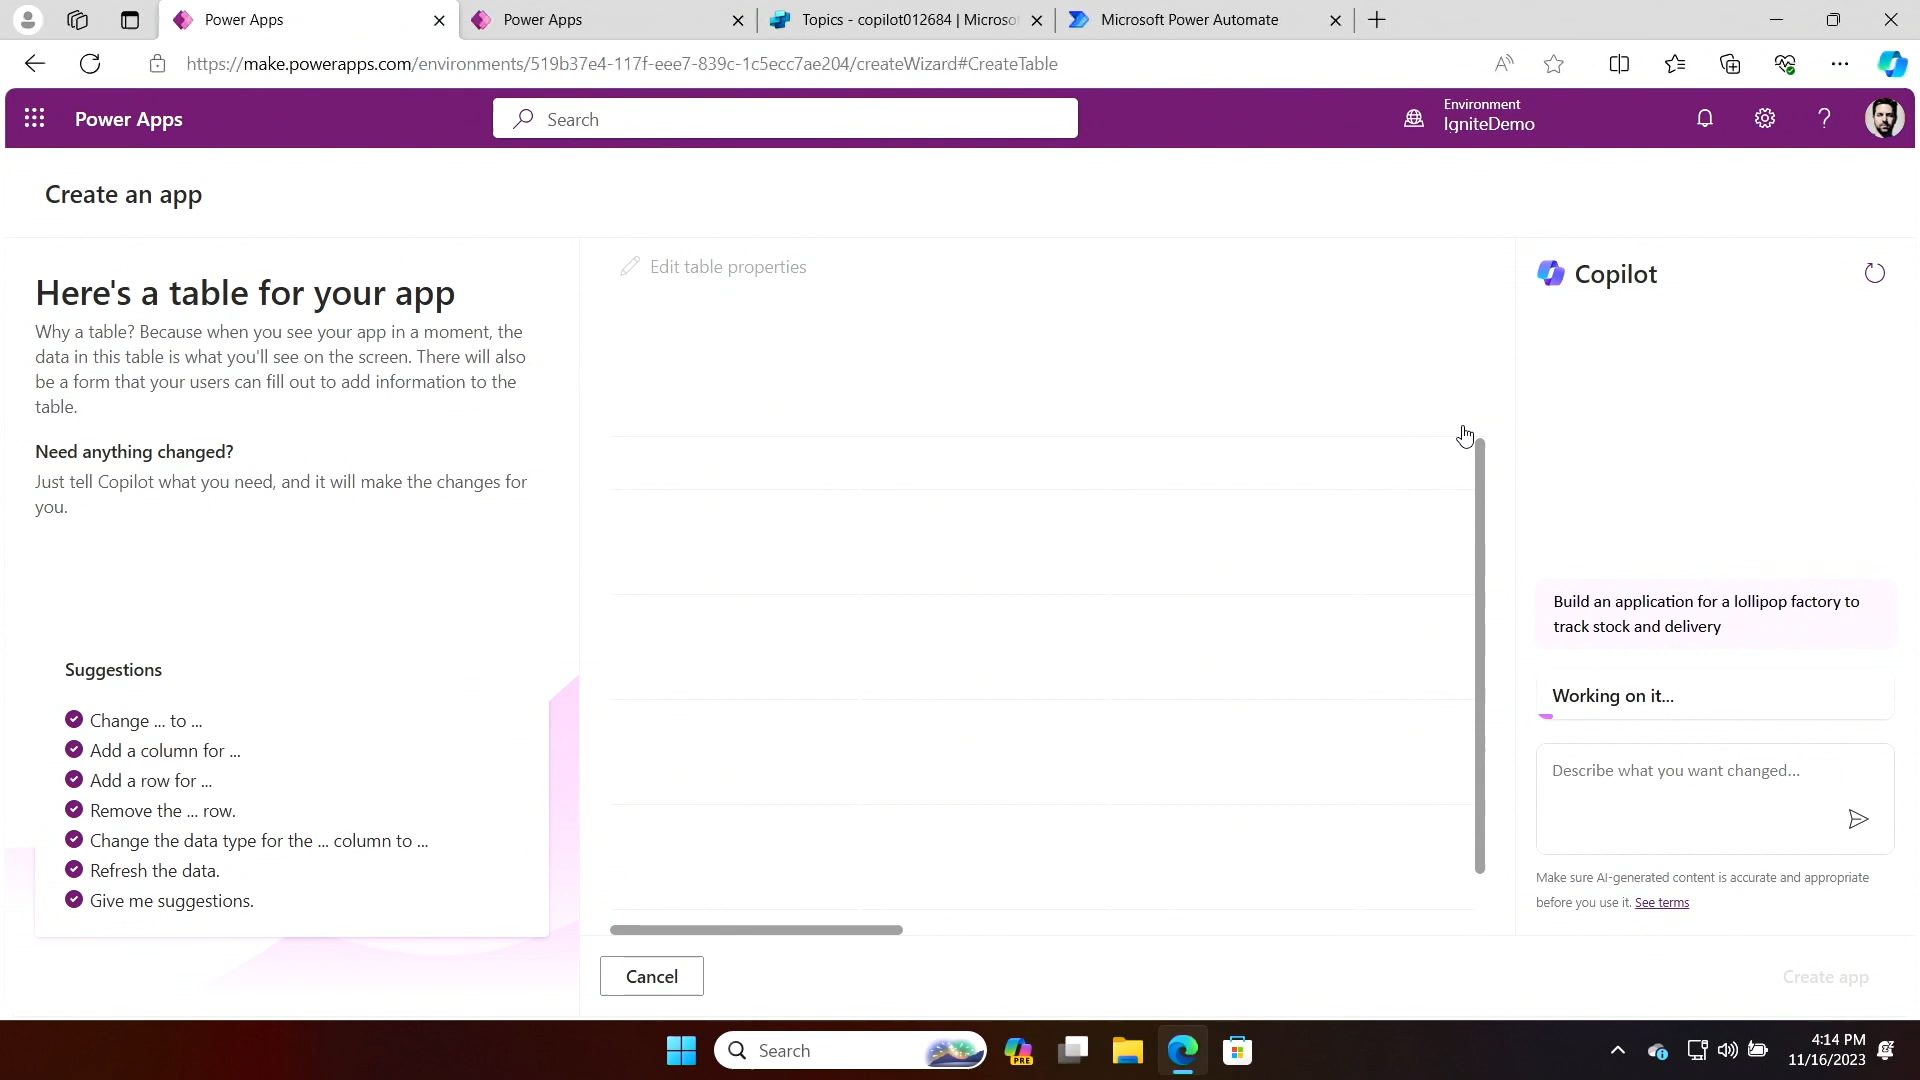 Power Apps
Power Apps
Topics - copilot012684 | Microso
Microsoft Power Automate
https://make.powerapps.com/environments/519b37e4-117f-eee7-839c-1c5ecc7ae204/createWizard#CreateTable
Power Apps
Search
Environment
IgniteDemo
Create an app
Here's a table for your app
Why a table? Because when you see your app in a moment, the
data in this table is what you'll see on the screen. There will also
be a form that your users can fill out to add information to the
table.
Need anything changed?
Just tell Copilot what you need, and it will make the changes for
you.
Suggestions
Change ... to ...
Add a column for ...
Add a row for ...
Remove the ... row.
Change the data type for the ... column to ...
Refresh the data.
Give me suggestions.
Edit table properties
Cancel
Copilot
Build an application for a lollipop factory to
track stock and delivery
Working on it...
Describe what you want changed...
Make sure AI-generated content is accurate and appropriate
before you use it. See terms
Create app
Search
PRE
4:14 PM
11/16/2023